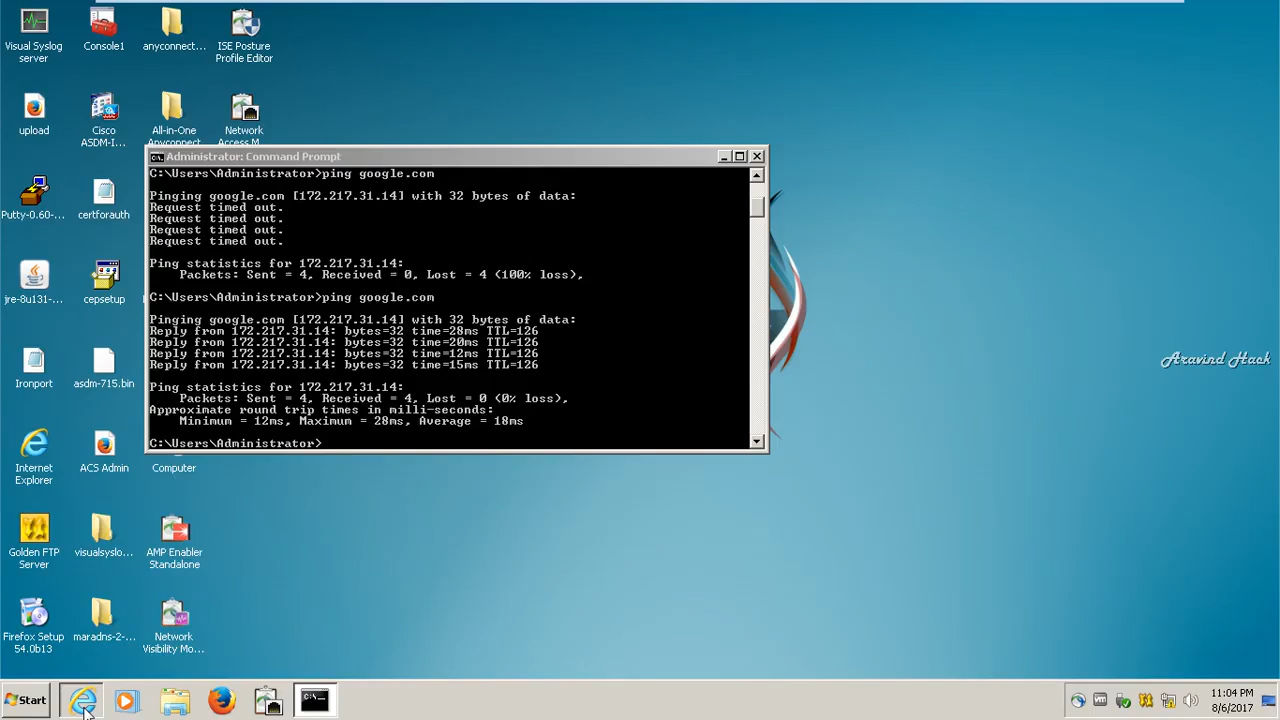 Visual Syslog
server
Console1
anyconnect...
ISE Posture
Profile Editor
upload
Cisco
ASDM-I...
All-in-One
Anyconnect
Network
Access M...
Putty-0.60-...
certforauth
jre-8u131-...
cepsetup
Ironport
asdm-715.bin
Internet
Explorer
ACS Admin
Computer
Golden FTP
Server
visualsyslo...
AMP Enabler
Standalone
Firefox Setup
54.0b13
maradns-2-...
Network
Visibility Mo...
Administrator: Command Prompt
C:\Users\Administrator>ping google.com
Pinging google.com [172.217.31.14] with 32 bytes of data:
Request timed out.
Request timed out.
Request timed out.
Request timed out.
Ping statistics for 172.217.31.14:
Packets: Sent = 4, Received = 0, Lost = 4 (100% loss),
C:\Users\Administrator>ping google.com
Pinging google.com [172.217.31.14] with 32 bytes of data:
Reply from 172.217.31.14: bytes=32 time=28ms TTL=126
Reply from 172.217.31.14: bytes=32 time=20ms TTL=126
Reply from 172.217.31.14: bytes=32 time=12ms TTL=126
Reply from 172.217.31.14: bytes=32 time=15ms TTL=126
Ping statistics for 172.217.31.14:
Packets: Sent = 4, Received = 4, Lost = 0 (0% loss),
Approximate round trip times in milli-seconds:
Minimum = 12ms, Maximum = 28ms, Average = 18ms
C:\Users\Administrator>
Aravind Hack
Start
11:04 PM
8/6/2017